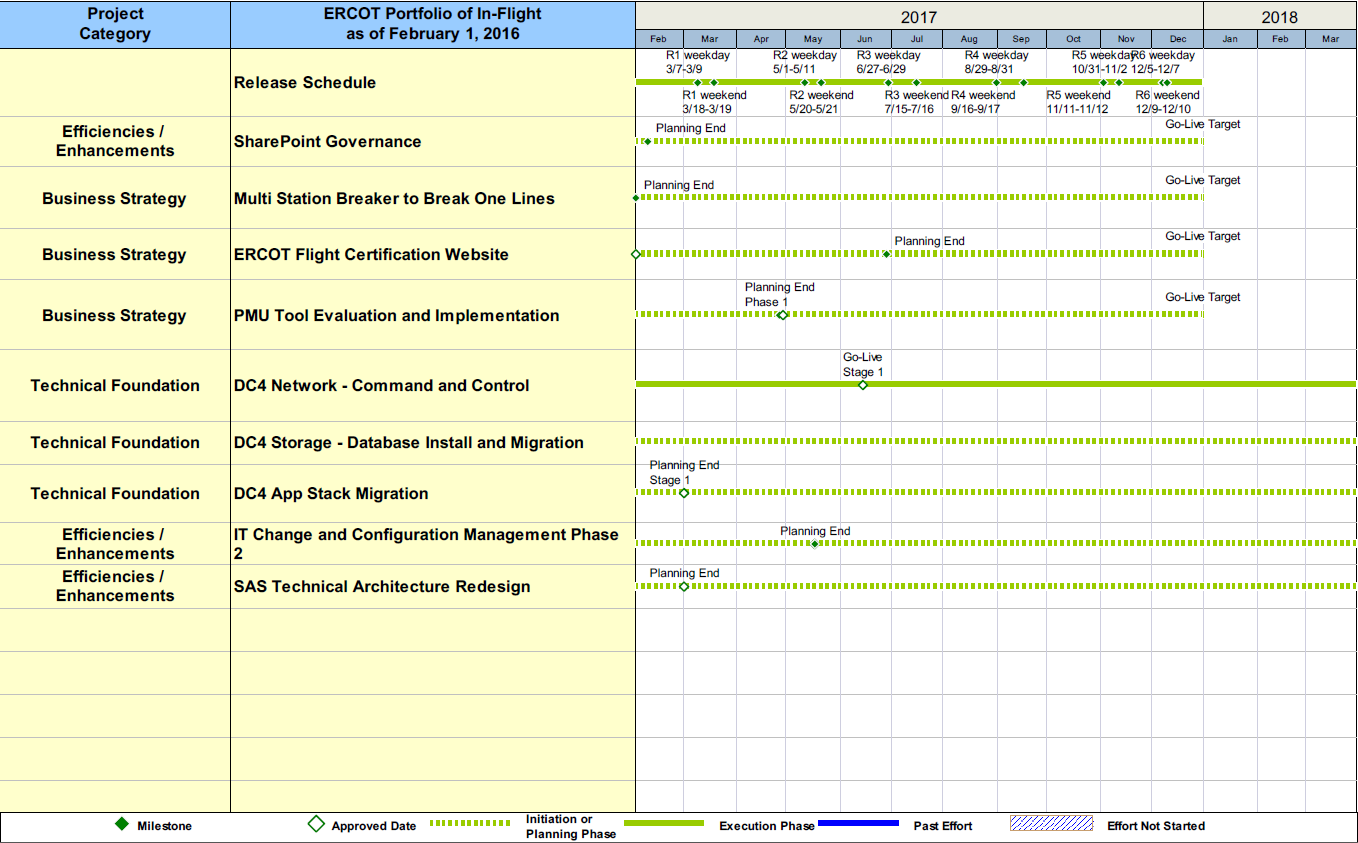 Project
Category
ERCOT Portfolio of In-Flight
as of February 1, 2016
2017
2018
Feb Mar Apr May Jun Jul Aug Sep Oct Nov Dec Jan Feb Mar
Release Schedule
R1 weekday R2 weekday R3 weekday R4 weekday R5 weekday R6 weekday
3/7-3/9 5/1-5/11 6/27-6/29 8/29-8/31 10/31-11/2 12/5-12/7
R1 weekend R2 weekend R3 weekend R4 weekend R5 weekend R6 weekend
3/18-3/19 5/20-5/21 7/15-7/16 9/16-9/17 11/11-11/12 12/9-12/10
Efficiencies /
Enhancements
SharePoint Governance
Planning End
Go-Live Target
Business Strategy
Multi Station Breaker to Break One Lines
Planning End
Go-Live Target
Business Strategy
ERCOT Flight Certification Website
Planning End
Go-Live Target
Business Strategy
PMU Tool Evaluation and Implementation
Planning End
Phase 1
Go-Live Target
Technical Foundation
DC4 Network - Command and Control
Go-Live
Stage 1
Technical Foundation
DC4 Storage - Database Install and Migration
Technical Foundation
DC4 App Stack Migration
Planning End
Stage 1
Efficiencies /
Enhancements
IT Change and Configuration Management Phase
2
Planning End
Efficiencies /
Enhancements
SAS Technical Architecture Redesign
Planning End
Milestone
Approved Date
Initiation or
Planning Phase
Execution Phase
Past Effort
Effort Not Started